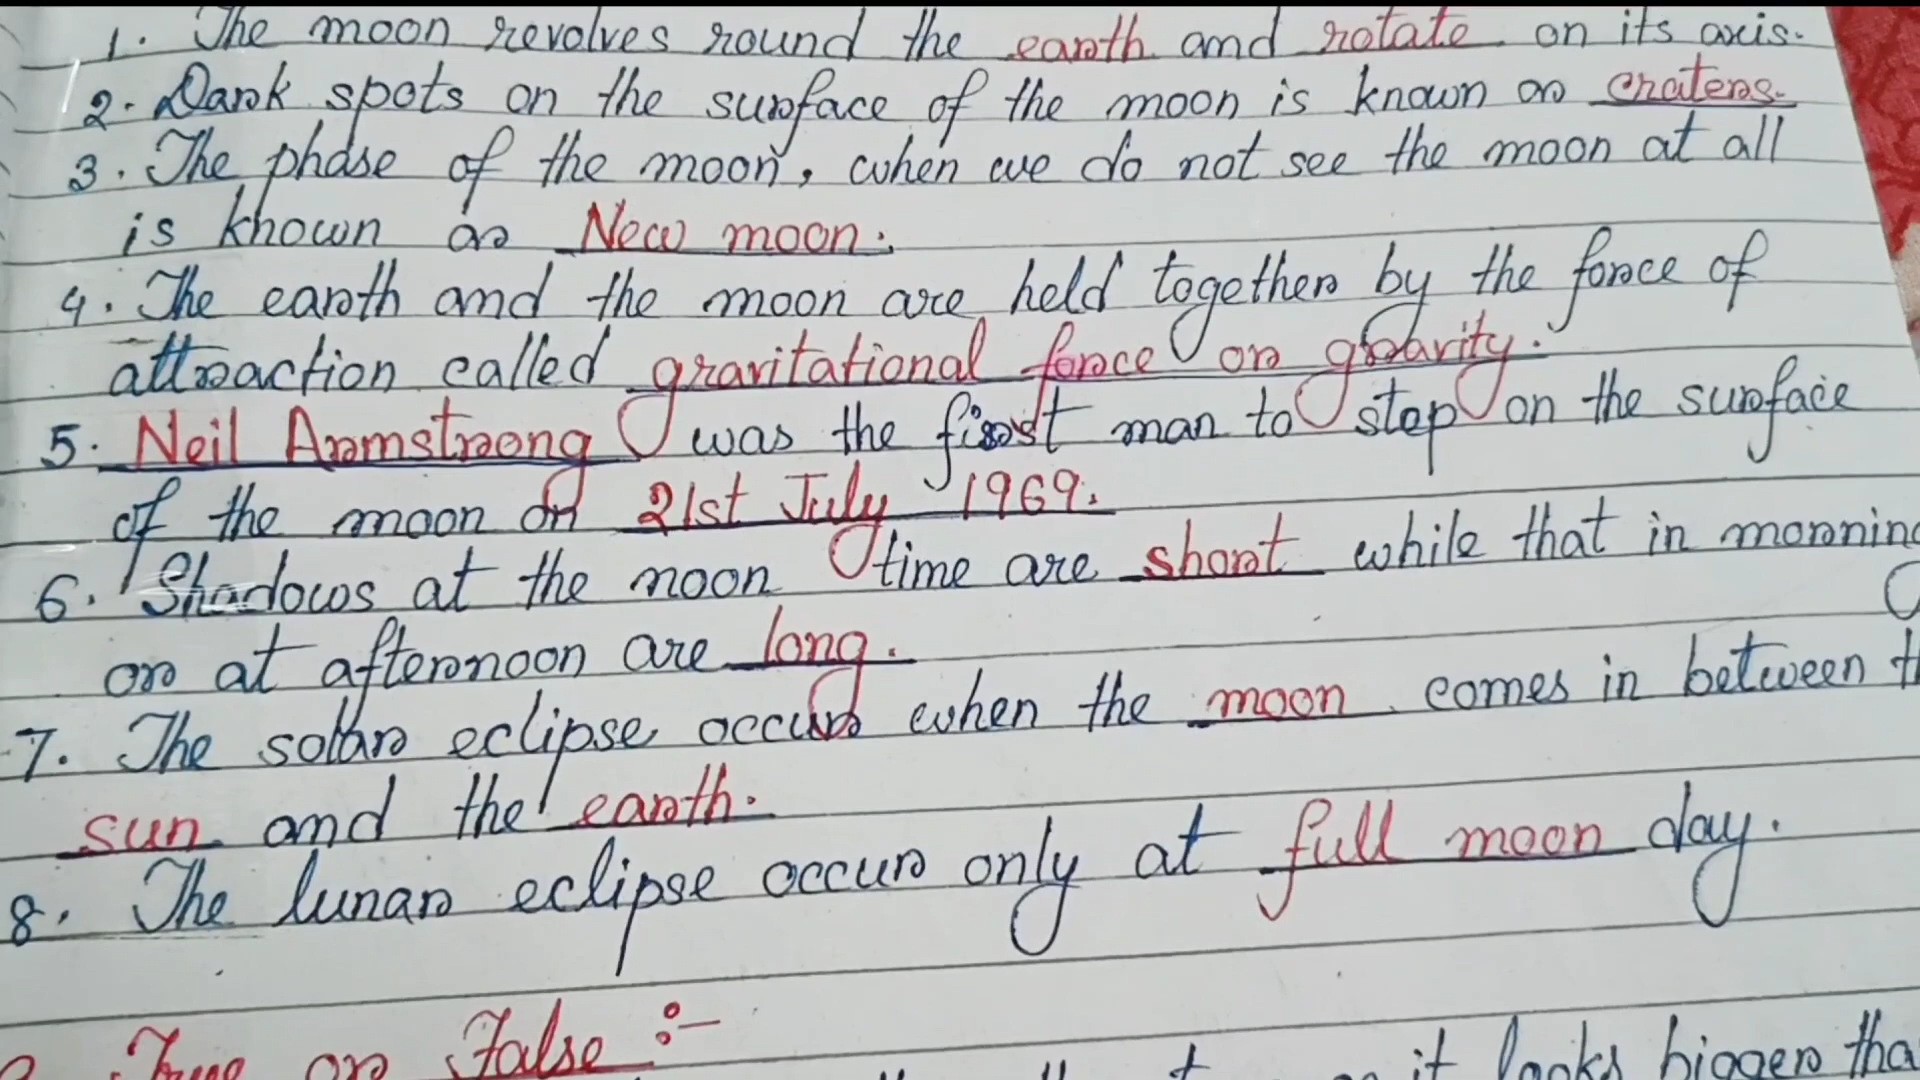 1. The moon revolves round the earth and rotate on its axis.
2. Dark spots on the surface of the moon is known as craters.
3. The phase of the moon, when we do not see the moon at all
is known as New moon.
4. The earth and the moon are held together by the force of
attraction called gravitational force or gravity.
5. Neil Armstrong was the first man to step on the surface
of the moon on 21st July 1969.
6. Shadows at the noon time are short while that in morning
or at afternoon are long.
7. The solar eclipse occurs when the moon comes in between
sun and the earth.
8. The lunar eclipse occur only at full moon day.
True or False :-
it looks bigger